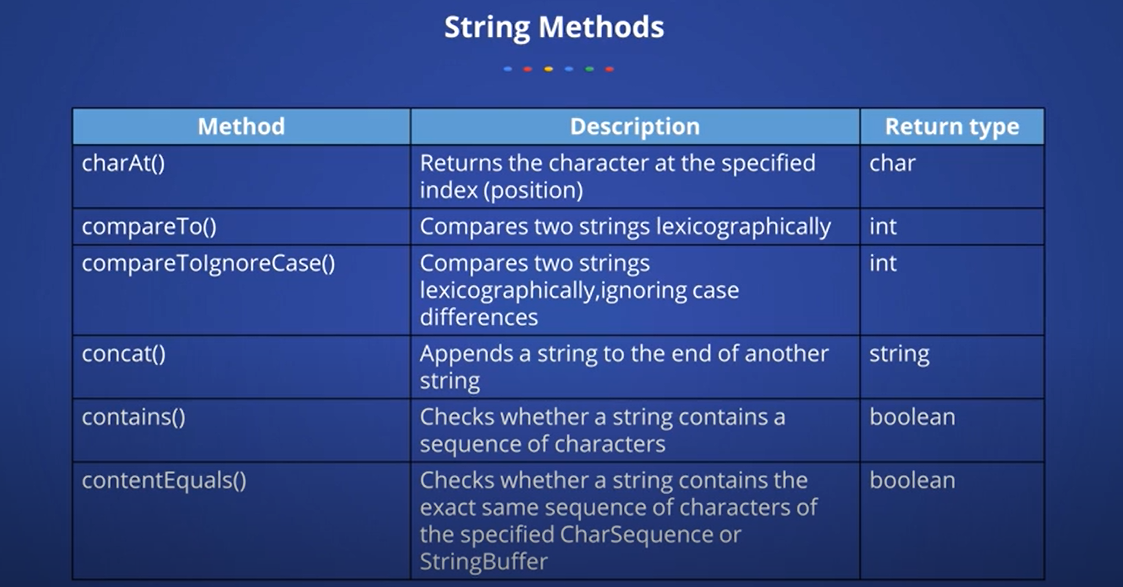 String Methods
Method Description Return type
charAt() Returns the character at the specified char
index (position)
compareTo() Compares two strings lexicographically int
compareToIgnoreCase() Compares two strings int
lexicographically,ignoring case
differences
concat() Appends a string to the end of another string
string
contains() Checks whether a string contains a boolean
sequence of characters
contentEquals() Checks whether a string contains the boolean
exact same sequence of characters of
the specified CharSequence or
StringBuffer